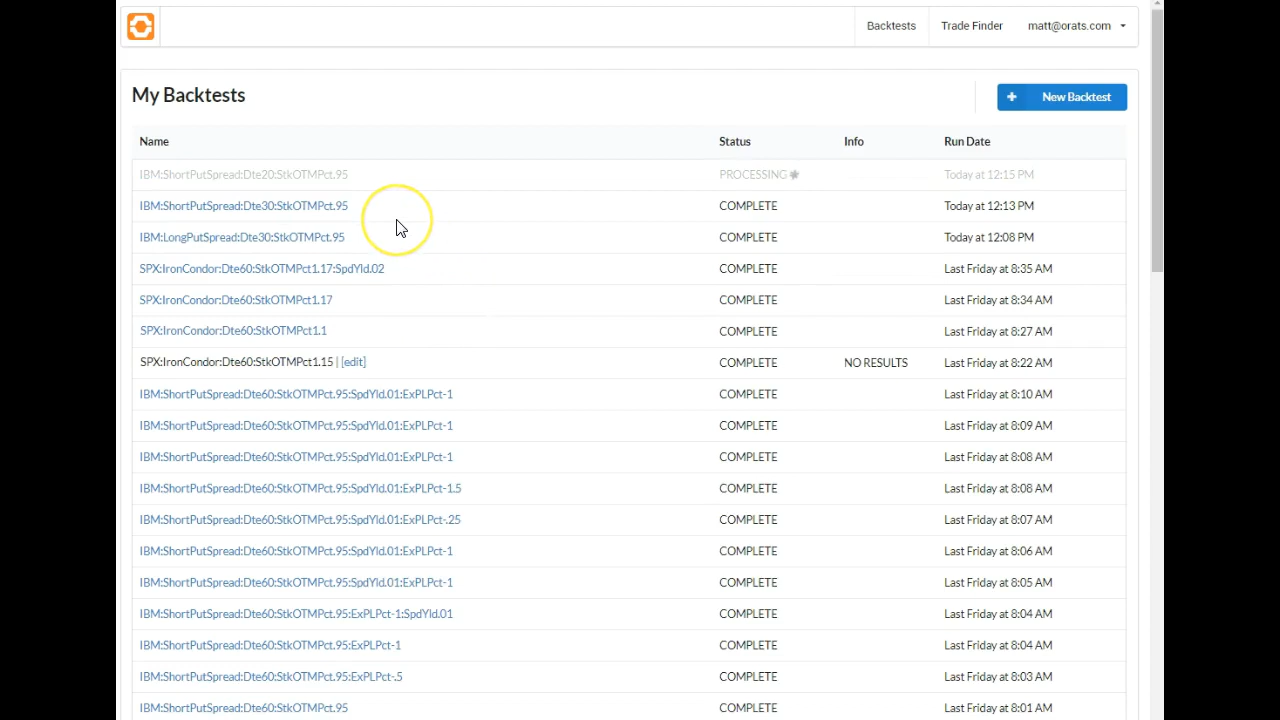 Backtests Trade Finder matt@orats.com
My Backtests
New Backtest
Name Status Info Run Date
IBM:ShortPutSpread:Dte20:StkOTMPct.95 PROCESSING Today at 12:15 PM
IBM:ShortPutSpread:Dte30:StkOTMPct.95 COMPLETE Today at 12:13 PM
IBM:LongPutSpread:Dte30:StkOTMPct.95 COMPLETE Today at 12:08 PM
SPX:IronCondor:Dte60:StkOTMPct1.17:SpdYld.02 COMPLETE Last Friday at 8:35 AM
SPX:IronCondor:Dte60:StkOTMPct1.17 COMPLETE Last Friday at 8:34 AM
SPX:IronCondor:Dte60:StkOTMPct1.1 COMPLETE Last Friday at 8:27 AM
SPX:IronCondor:Dte60:StkOTMPct1.15 | [edit] COMPLETE NO RESULTS Last Friday at 8:22 AM
IBM:ShortPutSpread:Dte60:StkOTMPct.95:SpdYld.01:ExPLPct-1 COMPLETE Last Friday at 8:10 AM
IBM:ShortPutSpread:Dte60:StkOTMPct.95:SpdYld.01:ExPLPct-1 COMPLETE Last Friday at 8:09 AM
IBM:ShortPutSpread:Dte60:StkOTMPct.95:SpdYld.01:ExPLPct-1 COMPLETE Last Friday at 8:08 AM
IBM:ShortPutSpread:Dte60:StkOTMPct.95:SpdYld.01:ExPLPct-1.5 COMPLETE Last Friday at 8:08 AM
IBM:ShortPutSpread:Dte60:StkOTMPct.95:SpdYld.01:ExPLPct-.25 COMPLETE Last Friday at 8:07 AM
IBM:ShortPutSpread:Dte60:StkOTMPct.95:SpdYld.01:ExPLPct-1 COMPLETE Last Friday at 8:06 AM
IBM:ShortPutSpread:Dte60:StkOTMPct.95:SpdYld.01:ExPLPct-1 COMPLETE Last Friday at 8:05 AM
IBM:ShortPutSpread:Dte60:StkOTMPct.95:ExPLPct-1:SpdYld.01 COMPLETE Last Friday at 8:04 AM
IBM:ShortPutSpread:Dte60:StkOTMPct.95:ExPLPct-1 COMPLETE Last Friday at 8:04 AM
IBM:ShortPutSpread:Dte60:StkOTMPct.95:ExPLPct-.5 COMPLETE Last Friday at 8:03 AM
IBM:ShortPutSpread:Dte60:StkOTMPct.95 COMPLETE Last Friday at 8:01 AM